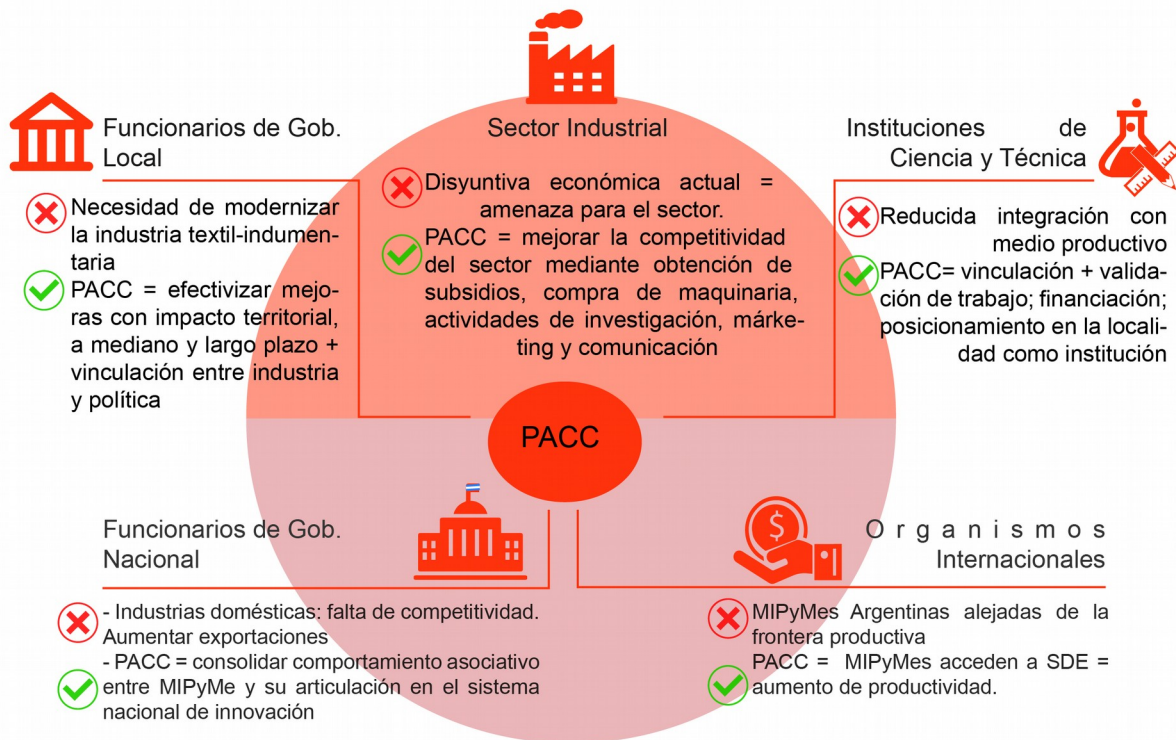 Funcionarios de Gob.
Local
Necesidad de modernizar
la industria textil-indumen-
taria
PACC = efectivizar mejo-
ras con impacto territorial,
a mediano y largo plazo +
vinculación entre industria
y política
Sector Industrial
Disyuntiva económica actual =
amenaza para el sector.
PACC = mejorar la competitividad
del sector mediante obtención de
subsidios, compra de maquinaria,
actividades de investigación, márke-
ting y comunicación
Instituciones de
Ciencia y Técnica
Reducida integración con
medio productivo
PACC= vinculación + valida-
ción de trabajo; financiación;
posicionamiento en la locali-
dad como institución
PACC
Funcionarios de Gob.
Nacional
- Industrias domésticas: falta de competitividad.
Aumentar exportaciones
- PACC = consolidar comportamiento asociativo
entre MIPyMe y su articulación en el sistema
nacional de innovación
$
Organismos
Internacionales
MIPyMes Argentinas alejadas de la
frontera productiva
PACC = MIPyMes acceden a SDE =
aumento de productividad.